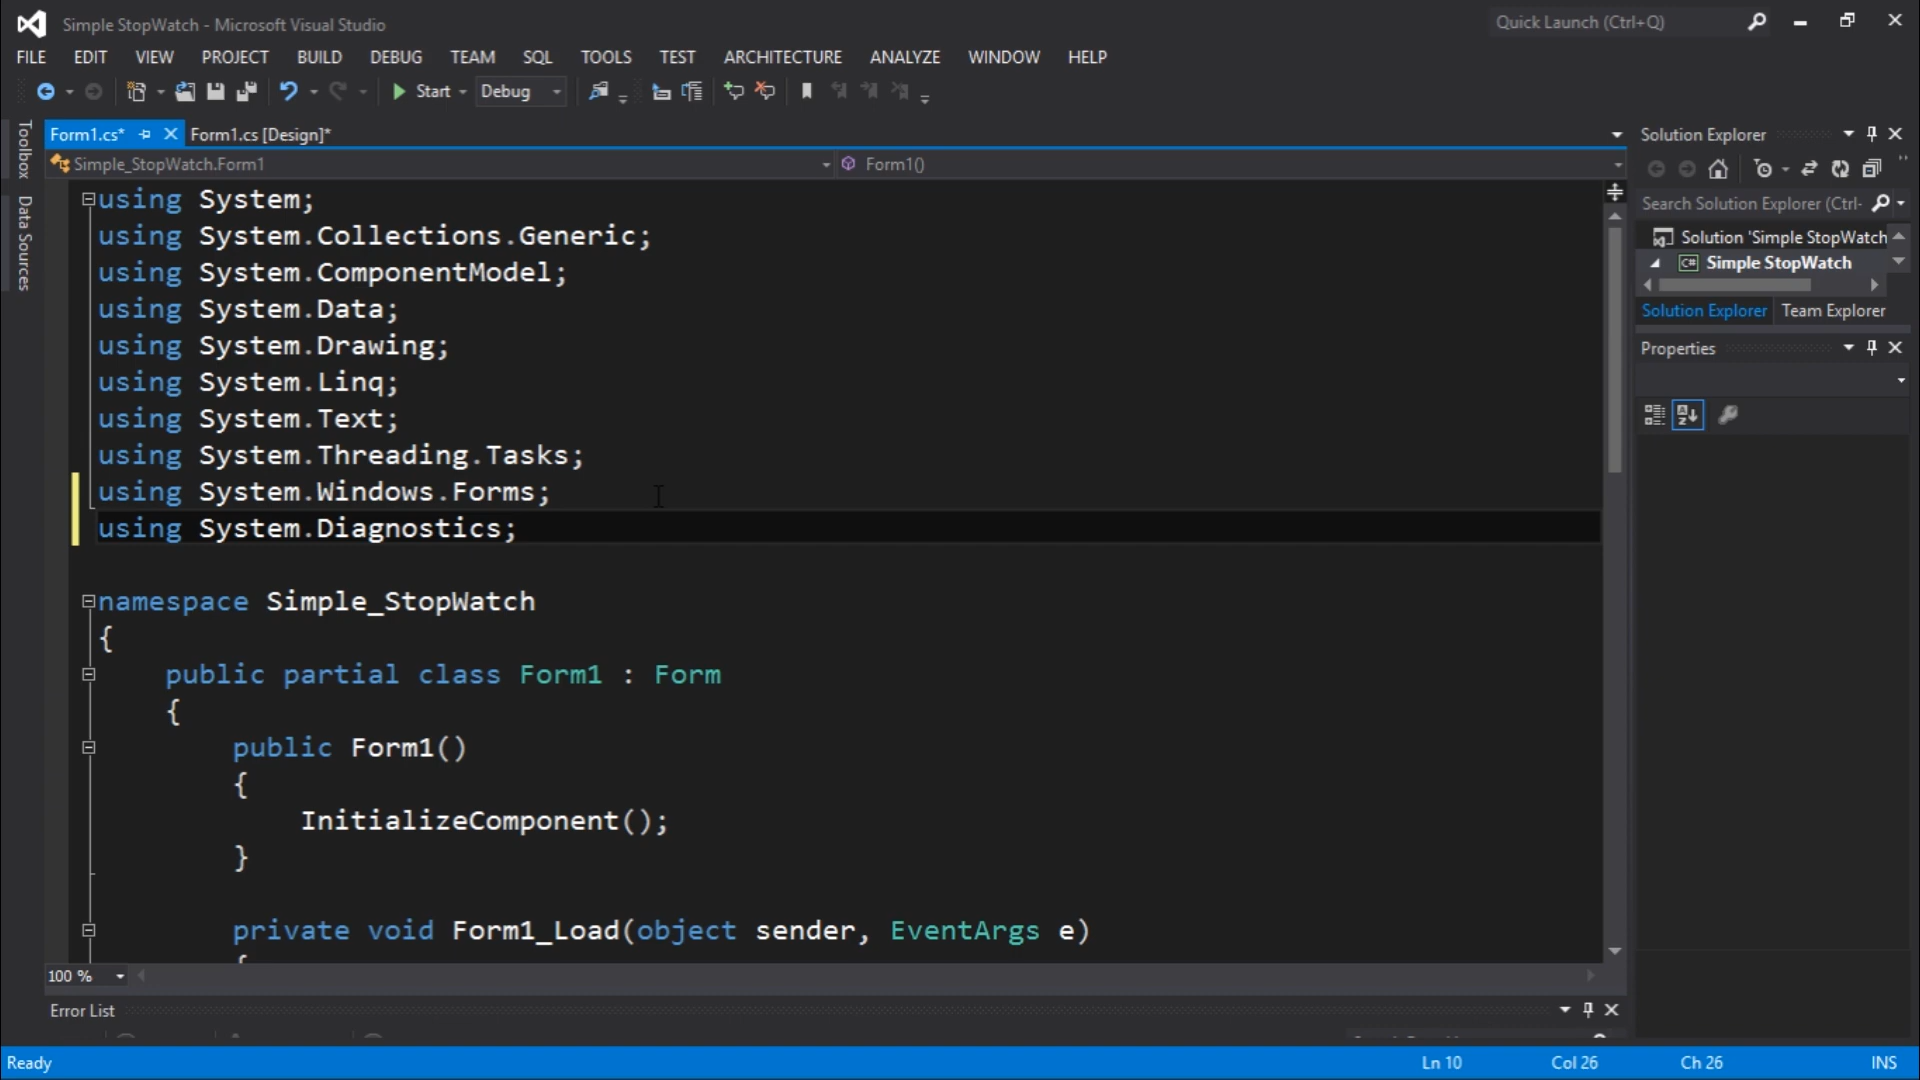 Simple StopWatch - Microsoft Visual Studio
Quick Launch (Ctrl+Q)
FILE EDIT VIEW PROJECT BUILD DEBUG TEAM SQL TOOLS TEST ARCHITECTURE ANALYZE WINDOW HELP
Start Debug
Toolbox
Data Sources
Form1.cs* Form1.cs [Design]*
Simple_StopWatch.Form1 Form1()
using System;
using System.Collections.Generic;
using System.ComponentModel;
using System.Data;
using System.Drawing;
using System.Linq;
using System.Text;
using System.Threading.Tasks;
using System.Windows.Forms;
using System.Diagnostics;
namespace Simple_StopWatch
{
public partial class Form1 : Form
{
public Form1()
{
InitializeComponent();
}
private void Form1_Load(object sender, EventArgs e)
{
100 %
Error List
Solution Explorer
Search Solution Explorer (Ctrl-
Solution 'Simple StopWatch
C# Simple StopWatch
Solution Explorer Team Explorer
Properties
Ready Ln 10 Col 26 Ch 26 INS